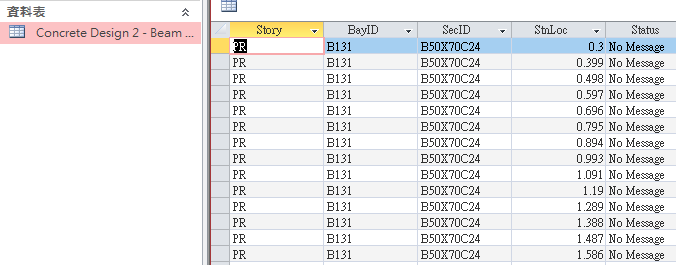 資料表
Concrete Design 2 - Beam ...
Story BayID SecID StnLoc Status
PR B131 B50X70C24 0.3 No Message
PR B131 B50X70C24 0.399 No Message
PR B131 B50X70C24 0.498 No Message
PR B131 B50X70C24 0.597 No Message
PR B131 B50X70C24 0.696 No Message
PR B131 B50X70C24 0.795 No Message
PR B131 B50X70C24 0.894 No Message
PR B131 B50X70C24 0.993 No Message
PR B131 B50X70C24 1.091 No Message
PR B131 B50X70C24 1.19 No Message
PR B131 B50X70C24 1.289 No Message
PR B131 B50X70C24 1.388 No Message
PR B131 B50X70C24 1.487 No Message
PR B131 B50X70C24 1.586 No Message